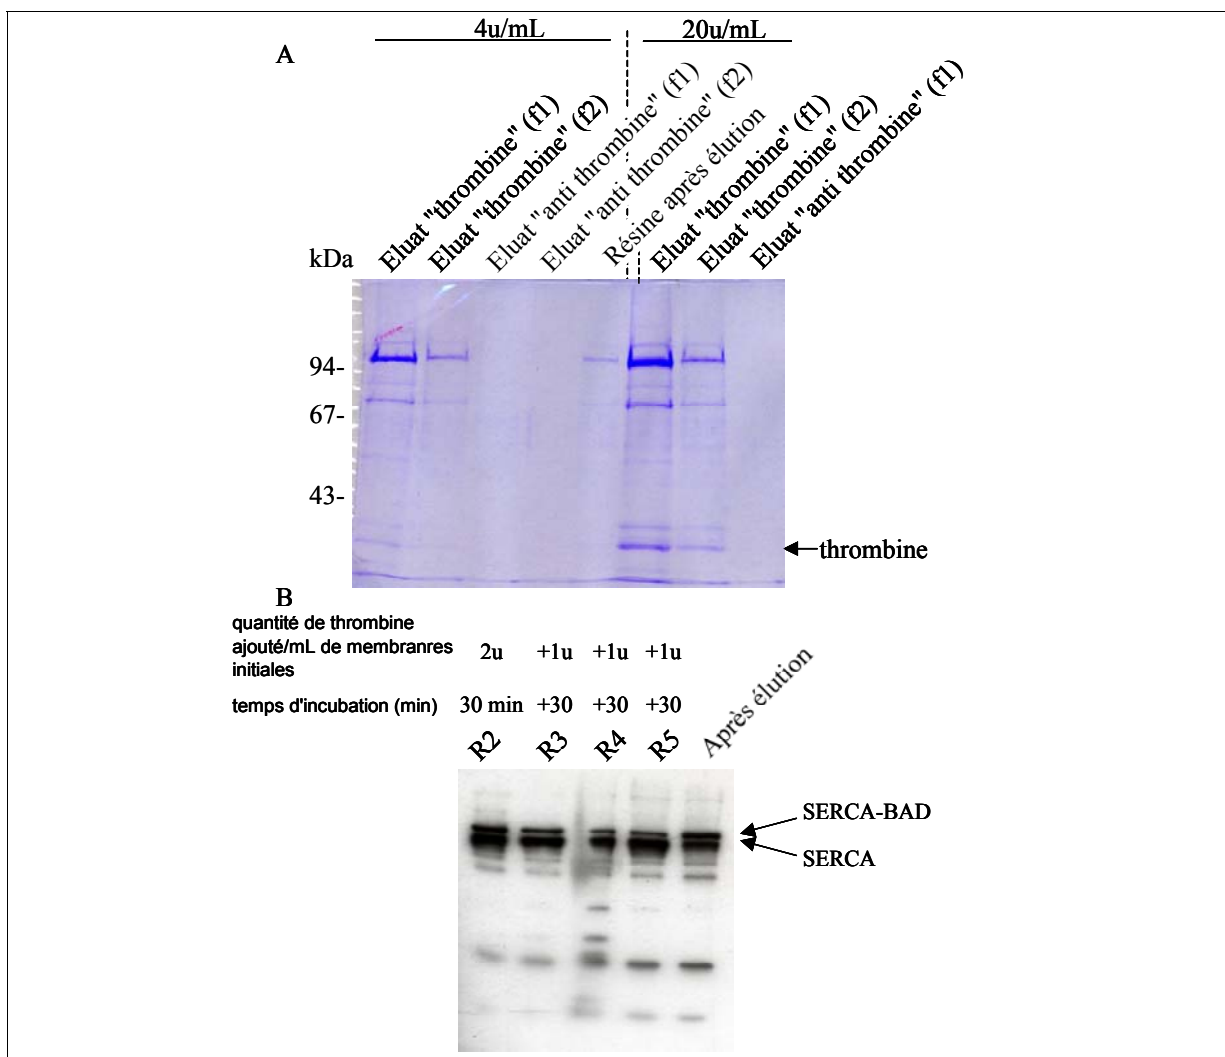 4u/mL
20u/mL
A
Eluat "thrombine" (f1)
Eluat "thrombine" (f2)
Eluat "anti thrombine" (f1)
Eluat "anti thrombine" (f2)
Résine après élution
Eluat "thrombine" (f1)
Eluat "thrombine" (f2)
Eluat "anti thrombine" (f1)
kDa
94-
67-
43-
thrombine
B
quantité de thrombine
ajouté/mL de membranres
initiales
2u +1u +1u +1u
temps d'incubation (min) 30 min +30 +30 +30
R2 R3 R4 R5 Après élution
SERCA-BAD
SERCA